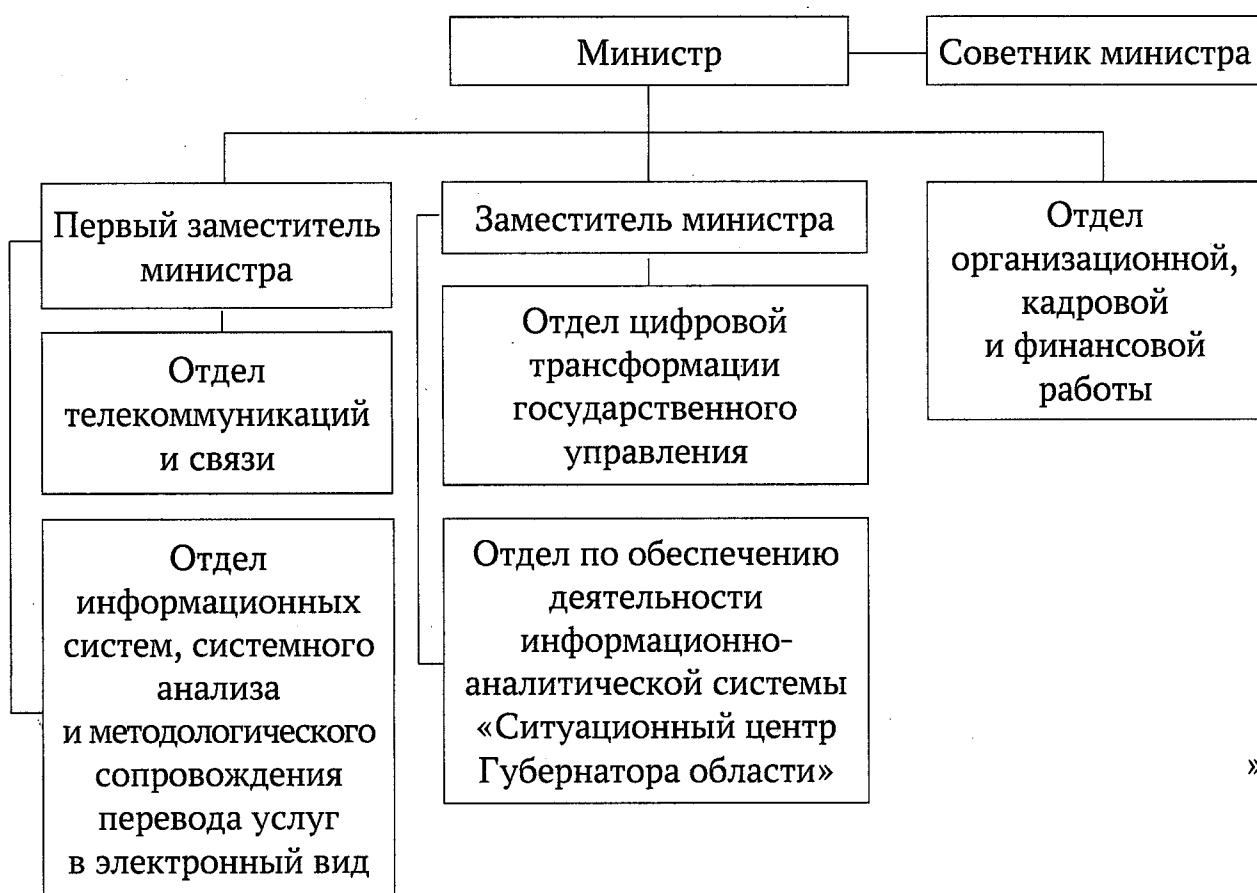 Министр
Советник министра
Первый заместитель
министра
Заместитель министра
Отдел
организационной,
кадровой
и финансовой
работы
Отдел
телекоммуникаций
и связи
Отдел цифровой
трансформации
государственного
управления
Отдел
информационных
систем, системного
анализа
и методологического
сопровождения
перевода услуг
в электронный вид
Отдел по обеспечению
деятельности
информационно-
аналитической системы
«Ситуационный центр
Губернатора области»
»